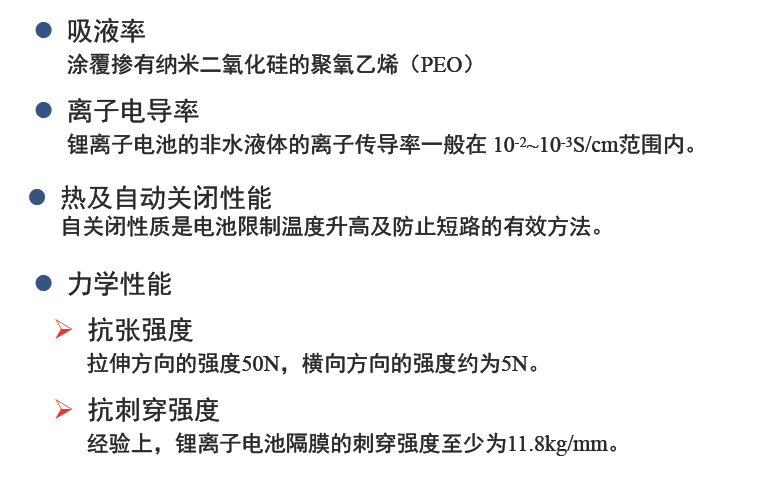 吸液率
涂覆掺有纳米二氧化硅的聚氧乙烯（PEO）
离子电导率
锂离子电池的非水液体的离子传导率一般在 10-2~10-3S/cm范围内。
热及自动关闭性能
自关闭性质是电池限制温度升高及防止短路的有效方法。
力学性能
抗张强度
拉伸方向的强度50N，横向方向的强度约为5N。
抗刺穿强度
经验上，锂离子电池隔膜的刺穿强度至少为11.8kg/mm。